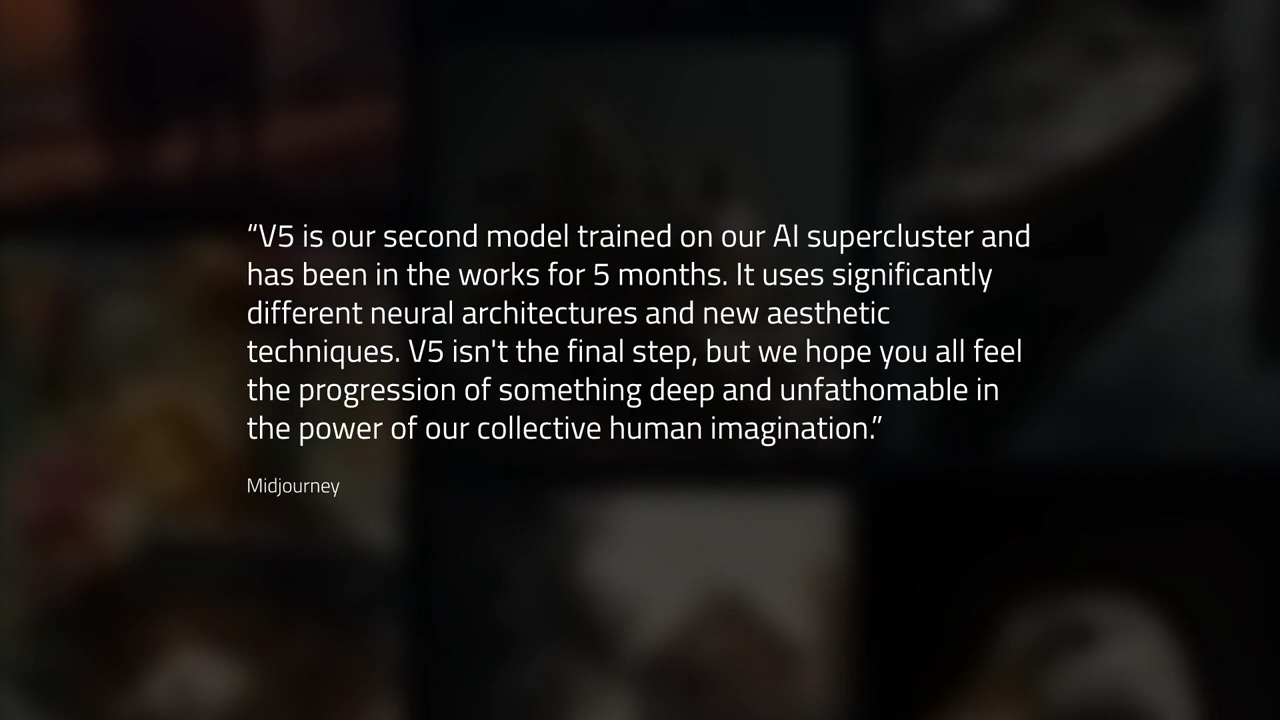 “V5 is our second model trained on our AI supercluster and
has been in the works for 5 months. It uses significantly
different neural architectures and new aesthetic
techniques. V5 isn't the final step, but we hope you all feel
the progression of something deep and unfathomable in
the power of our collective human imagination.”
Midjourney